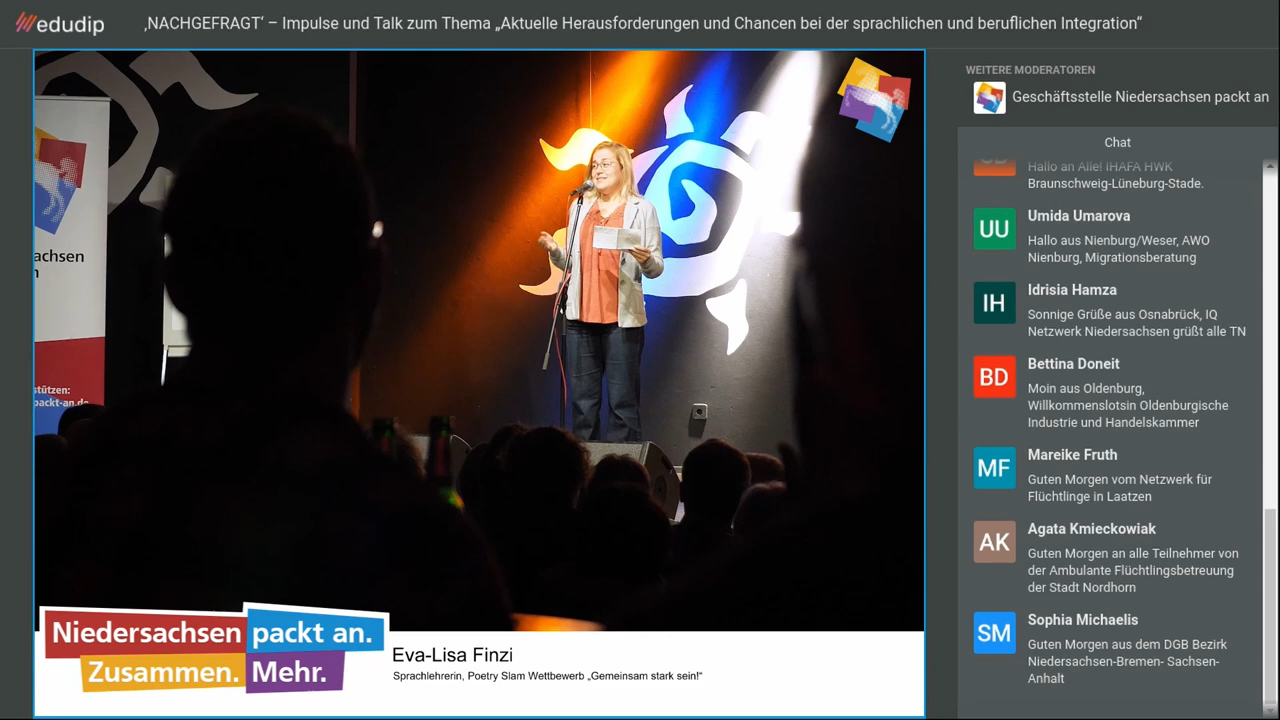 edudip
‚NACHGEFRAGT‘ – Impulse und Talk zum Thema „Aktuelle Herausforderungen und Chancen bei der sprachlichen und beruflichen Integration“
WEITERE MODERATOREN
Geschäftsstelle Niedersachsen packt an
Chat
Hallo an Alle! IHAFA HWK
Braunschweig-Lüneburg-Stade.
UU
Umida Umarova
Hallo aus Nienburg/Weser, AWO
Nienburg, Migrationsberatung
IH
Idrisia Hamza
Sonnige Grüße aus Osnabrück, IQ
Netzwerk Niedersachsen grüßt alle TN
BD
Bettina Doneit
Moin aus Oldenburg,
Willkommenslotsin Oldenburgische
Industrie und Handelskammer
MF
Mareike Fruth
Guten Morgen vom Netzwerk für
Flüchtlinge in Laatzen
AK
Agata Kmieckowiak
Guten Morgen an alle Teilnehmer von
der Ambulante Flüchtlingsbetreuung
der Stadt Nordhorn
SM
Sophia Michaelis
Guten Morgen aus dem DGB Bezirk
Niedersachsen-Bremen- Sachsen-
Anhalt
achsen
n
stützen:
packt-an.de
Niedersachsen packt an.
Zusammen. Mehr.
Eva-Lisa Finzi
Sprachlehrerin, Poetry Slam Wettbewerb „Gemeinsam stark sein!“